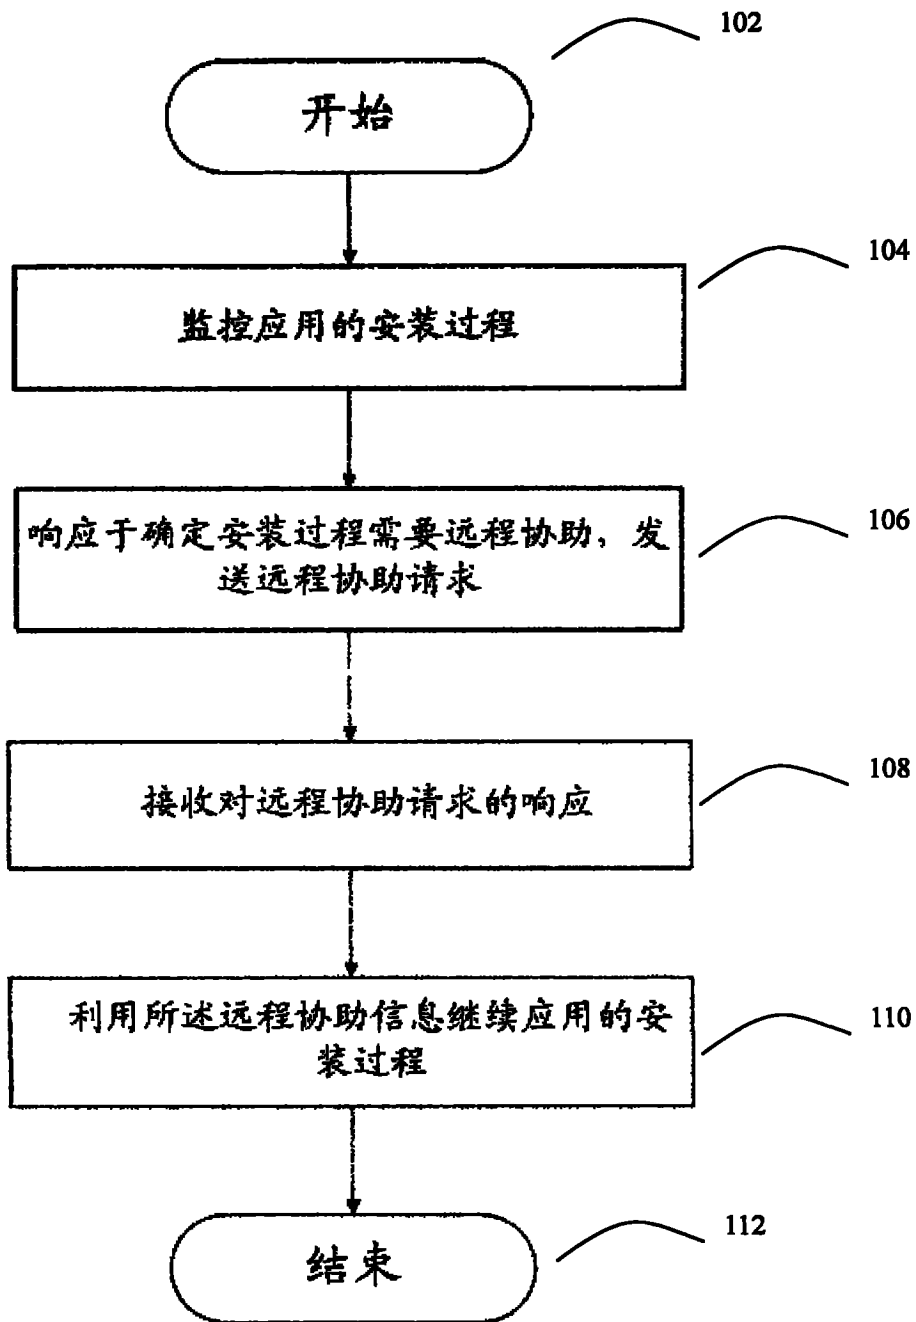 102
开始
104
监控应用的安装过程
106
响应于确定安装过程需要远程协助，发
送远程协助请求
108
接收对远程协助请求的响应
110
利用所述远程协助信息继续应用的安
装过程
112
结束